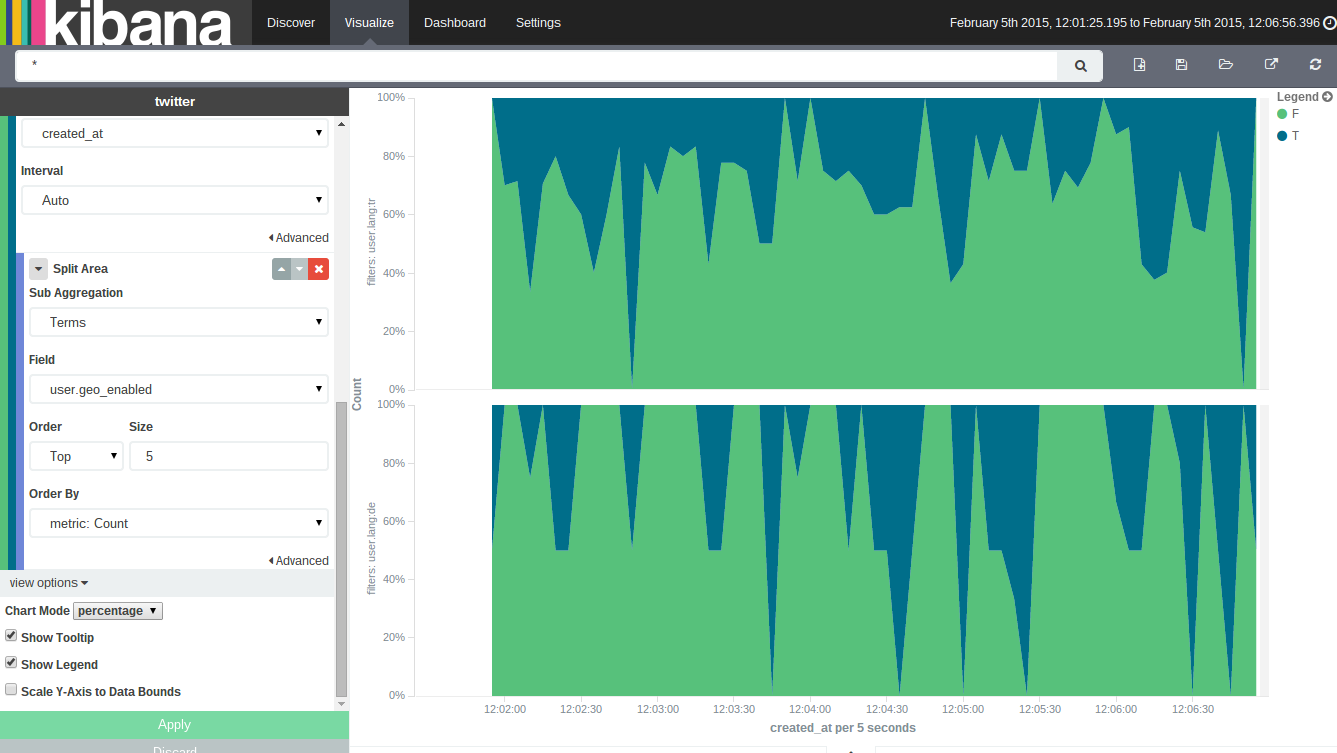 kibana Discover Visualize Dashboard Settings February 5th 2015, 12:01:25.195 to February 5th 2015, 12:06:56.396
*
twitter
created_at
Interval
Auto
Advanced
Split Area
Sub Aggregation
Terms
Field
user.geo_enabled
Order Size
Top 5
Order By
metric: Count
Advanced
view options
Chart Mode percentage
Show Tooltip
Show Legend
Scale Y-Axis to Data Bounds
Apply
Discard
Count
filters: user.lang:tr
100%
80%
60%
40%
20%
0%
filters: user.lang:de
100%
80%
60%
40%
20%
0%
12:02:00 12:02:30 12:03:00 12:03:30 12:04:00 12:04:30 12:05:00 12:05:30 12:06:00 12:06:30
created_at per 5 seconds
Legend
F
T